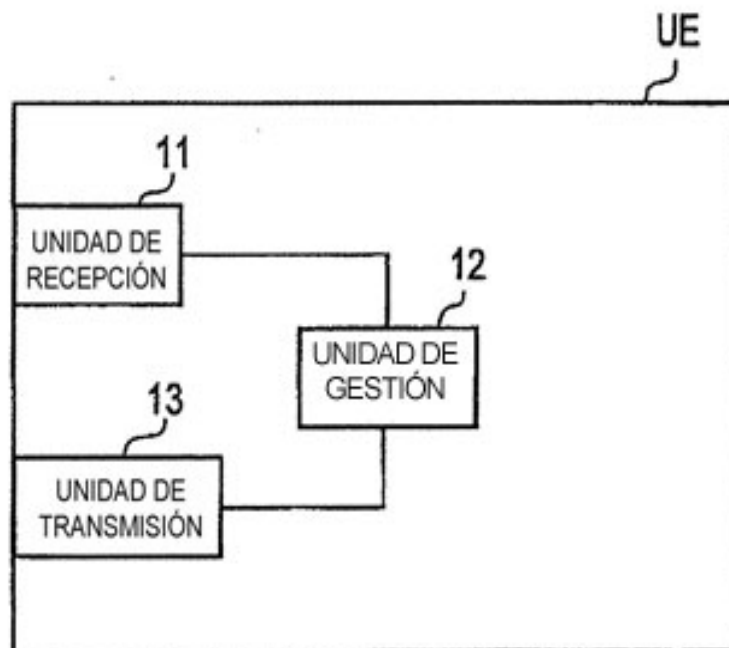 UE
11
UNIDAD DE
RECEPCIÓN
12
UNIDAD DE
GESTIÓN
13
UNIDAD DE
TRANSMISIÓN